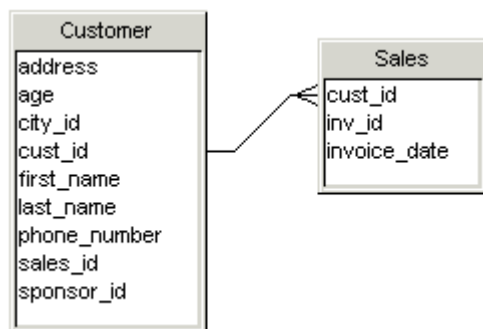 Customer
address
age
city_id
cust_id
first_name
last_name
phone_number
sales_id
sponsor_id
Sales
cust_id
inv_id
invoice_date